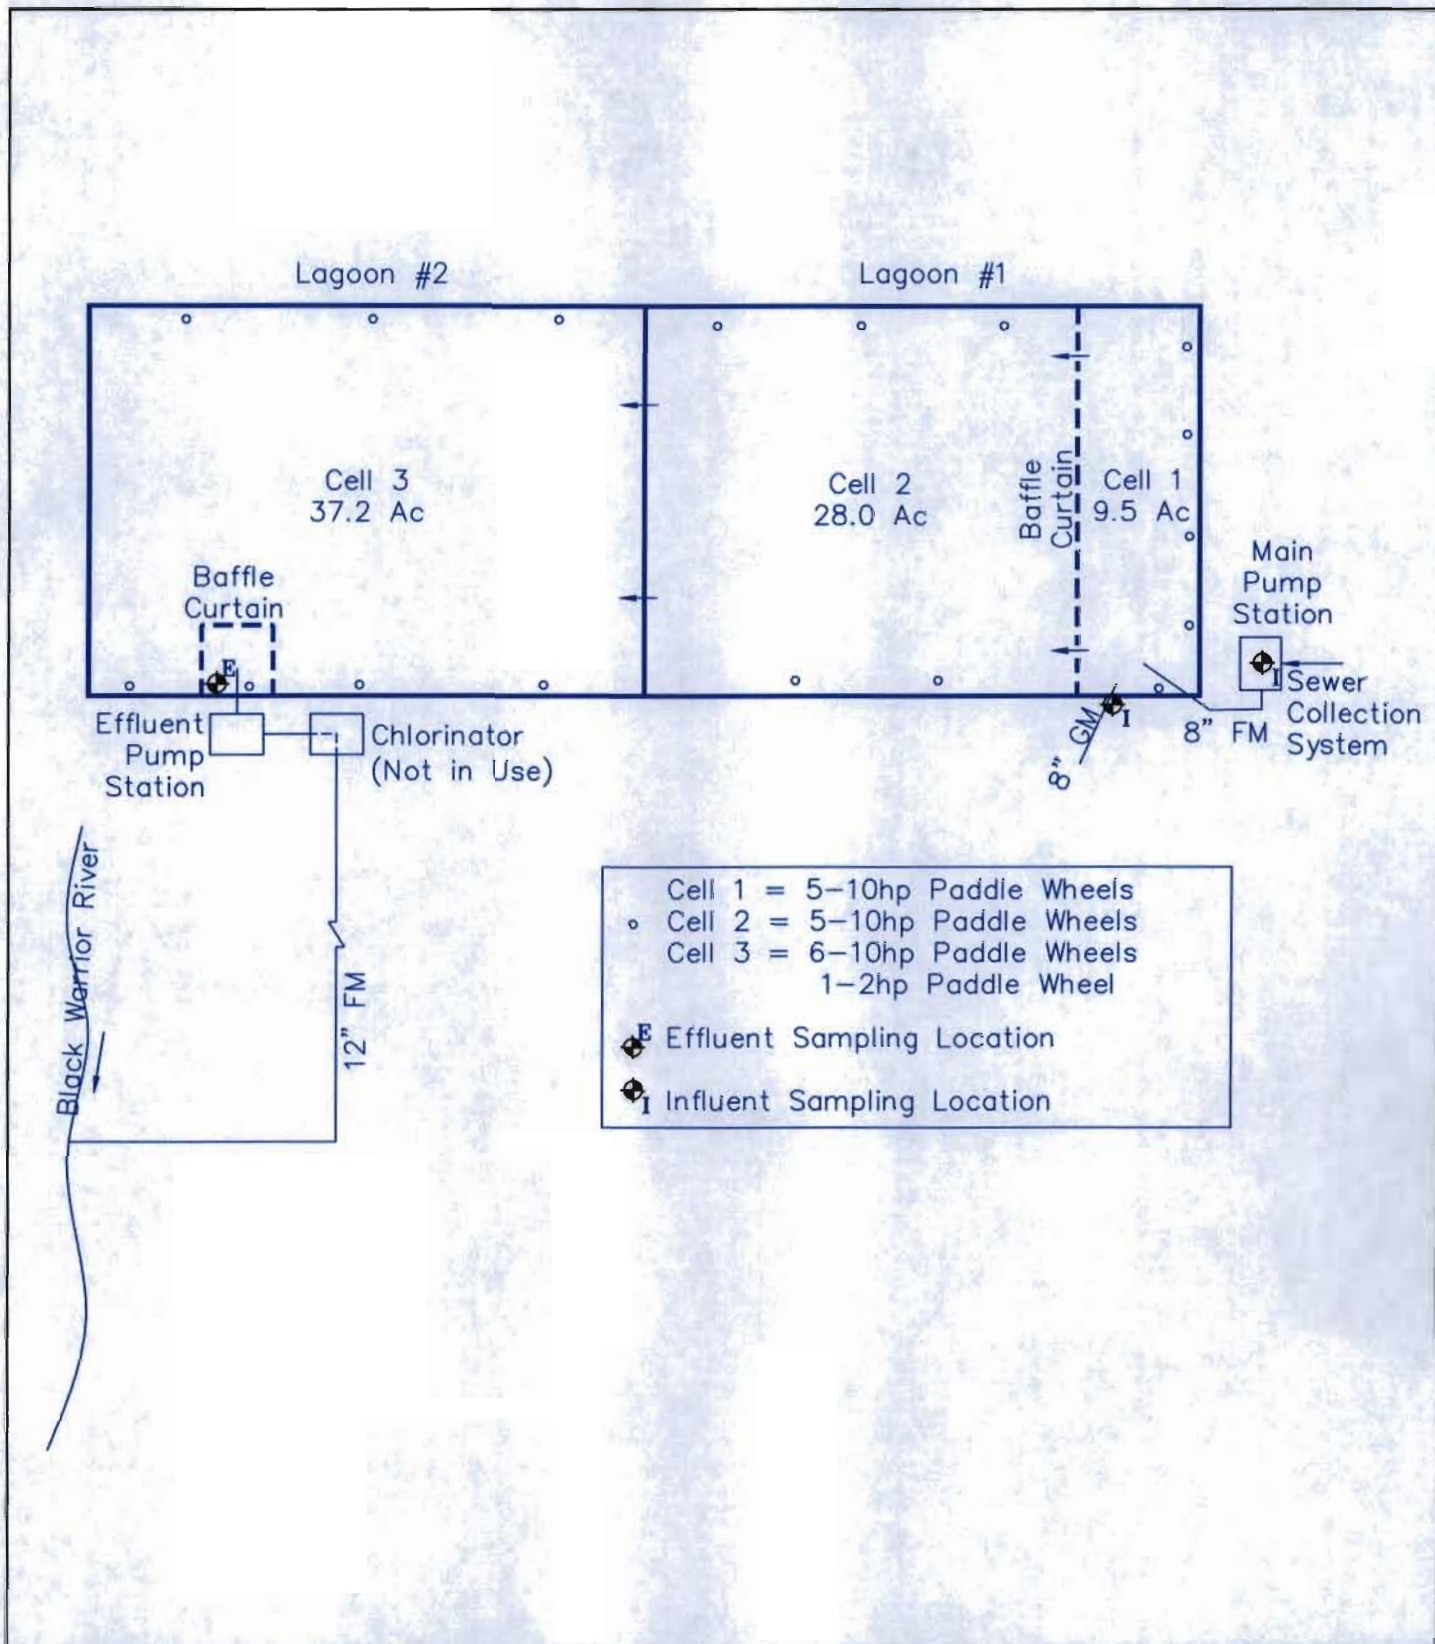 Lagoon #2
Lagoon #1
Cell 3
37.2 Ac
Cell 2
28.0 Ac
Baffle
Curtain
Cell 1
9.5 Ac
Main
Pump
Station
Baffle
Curtain
E
I
Sewer
Collection
System
8" FM
8" GM
I
Effluent
Pump
Station
Chlorinator
(Not in Use)
Black Warrior River
12" FM
Cell 1 = 5-10hp Paddle Wheels
Cell 2 = 5-10hp Paddle Wheels
Cell 3 = 6-10hp Paddle Wheels
1-2hp Paddle Wheel
E Effluent Sampling Location
I Influent Sampling Location